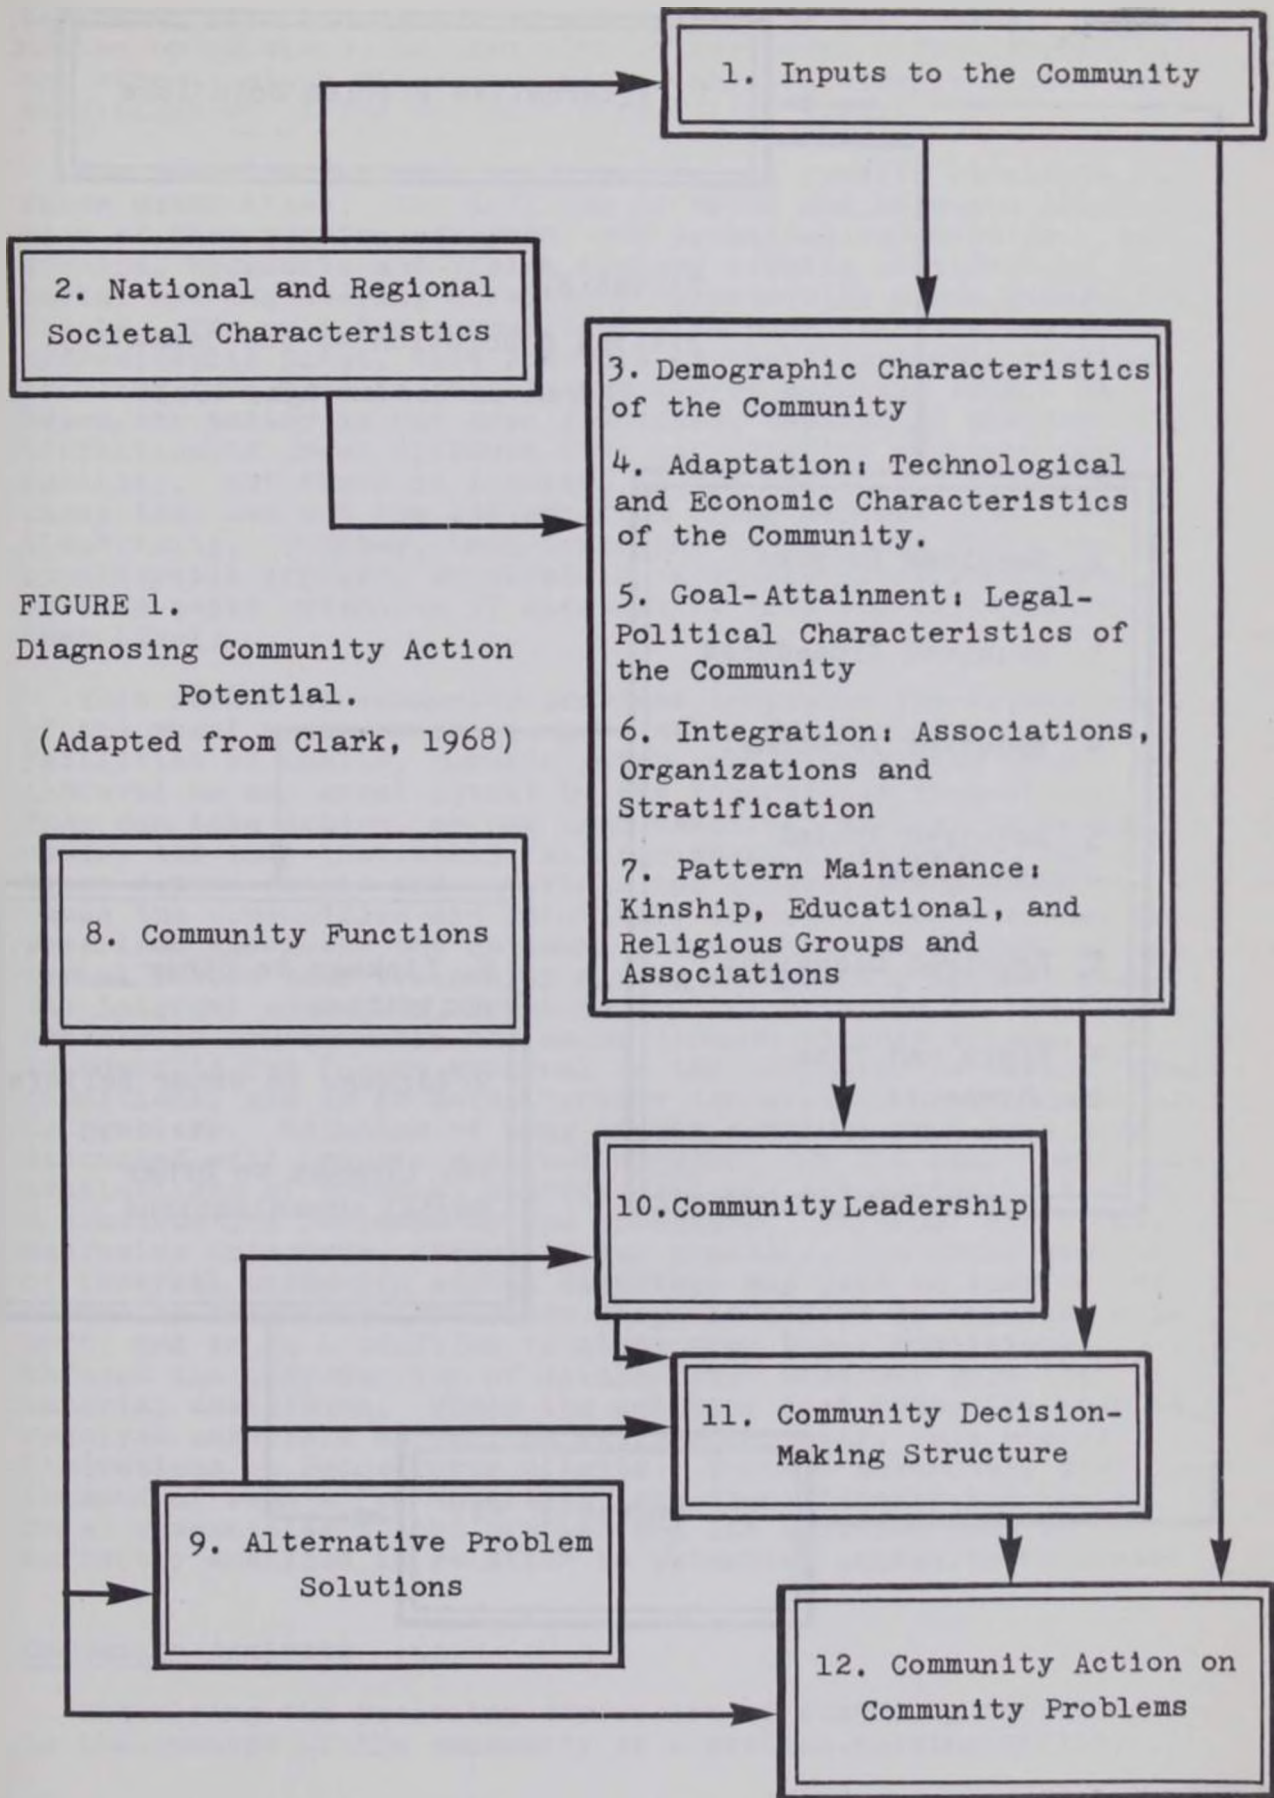 1. Inputs to the Community
2. National and Regional
Societal Characteristics
3. Demographic Characteristics
of the Community
4. Adaptation: Technological
and Economic Characteristics
of the Community.
5. Goal-Attainment: Legal-
Political Characteristics of
the Community
6. Integration: Associations,
Organizations and
Stratification
7. Pattern Maintenance:
Kinship, Educational, and
Religious Groups and
Associations
FIGURE 1.
Diagnosing Community Action
Potential.
(Adapted from Clark, 1968)
8. Community Functions
10. Community Leadership
11. Community Decision-
Making Structure
9. Alternative Problem
Solutions
12. Community Action on
Community Problems